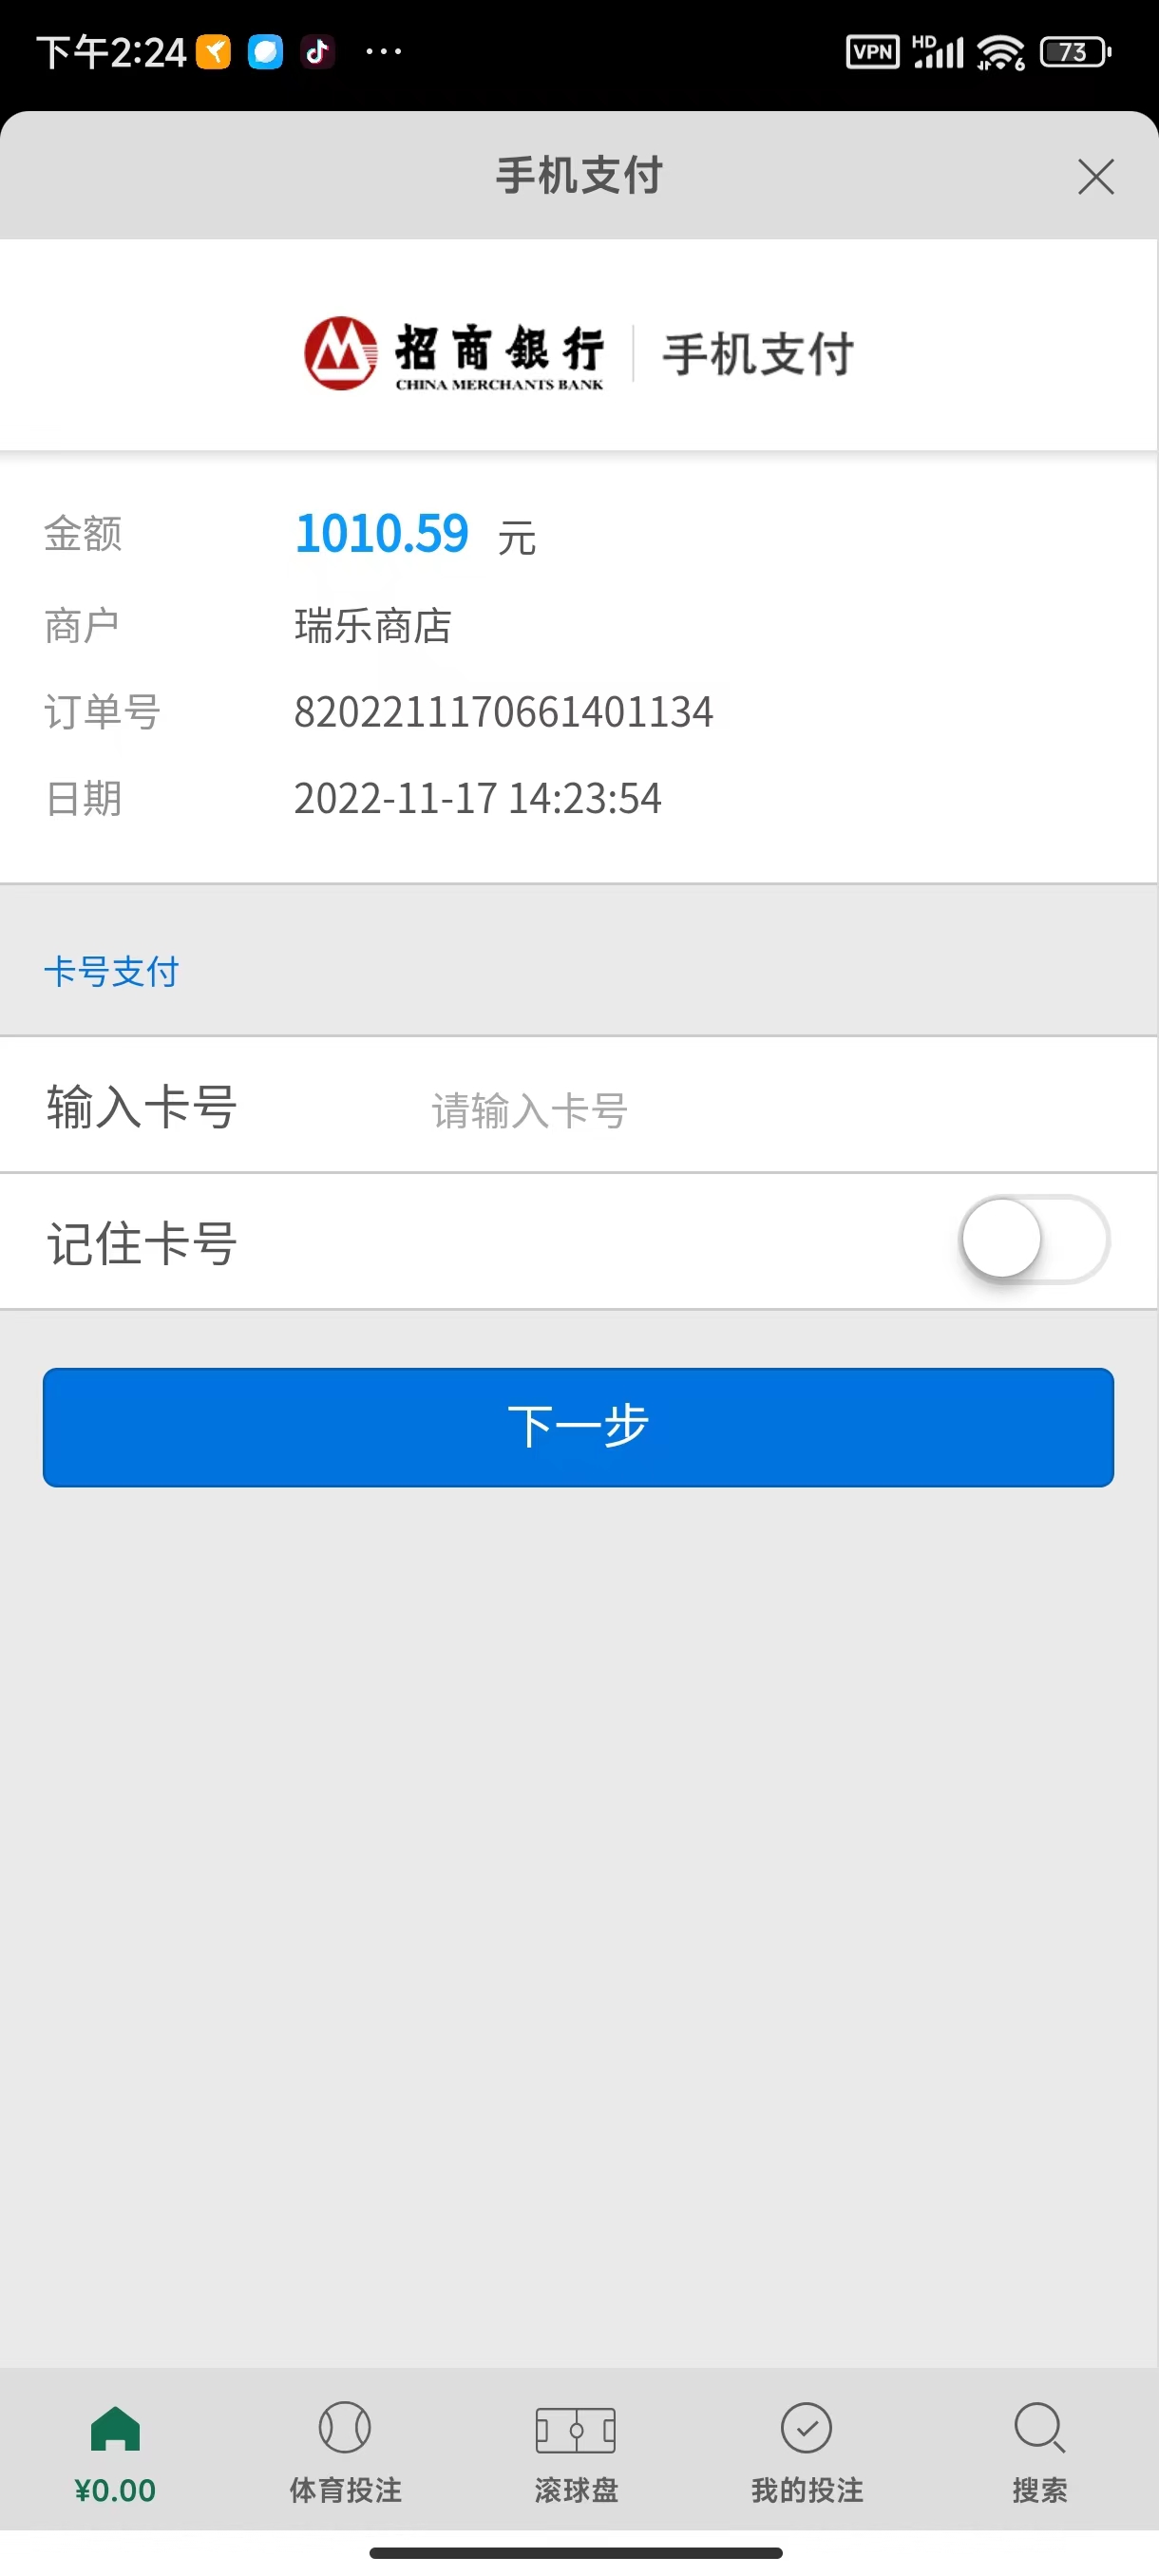 下午2:24 ··· VPN HD 6 73
手机支付
招商銀行 手机支付
CHINA MERCHANTS BANK
金额 1010.59 元
商户 瑞乐商店
订单号 8202211170661401134
日期 2022-11-17 14:23:54
卡号支付
输入卡号 请输入卡号
记住卡号
下一步
¥0.00 体育投注 滚球盘 我的投注 搜索